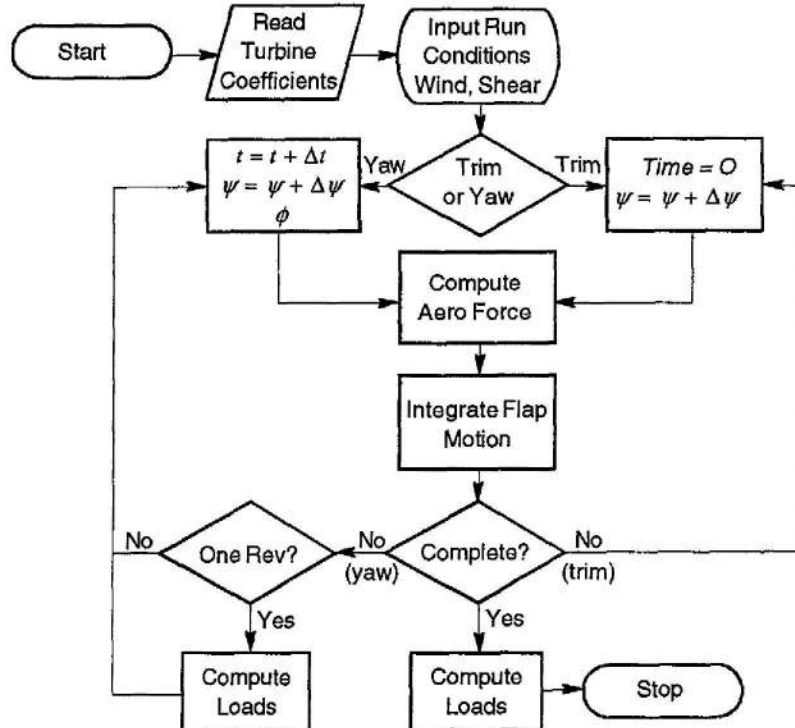 Start
Read
Turbine
Coefficients
Input Run
Conditions
Wind, Shear
t = t + Δt
ψ = ψ + Δψ
ϕ
Yaw
Trim
or Yaw
Trim
Time = O
ψ = ψ + Δψ
Compute
Aero Force
Integrate Flap
Motion
No
One Rev?
No
(yaw)
Complete?
No
(trim)
Yes
Yes
Compute
Loads
Compute
Loads
Stop